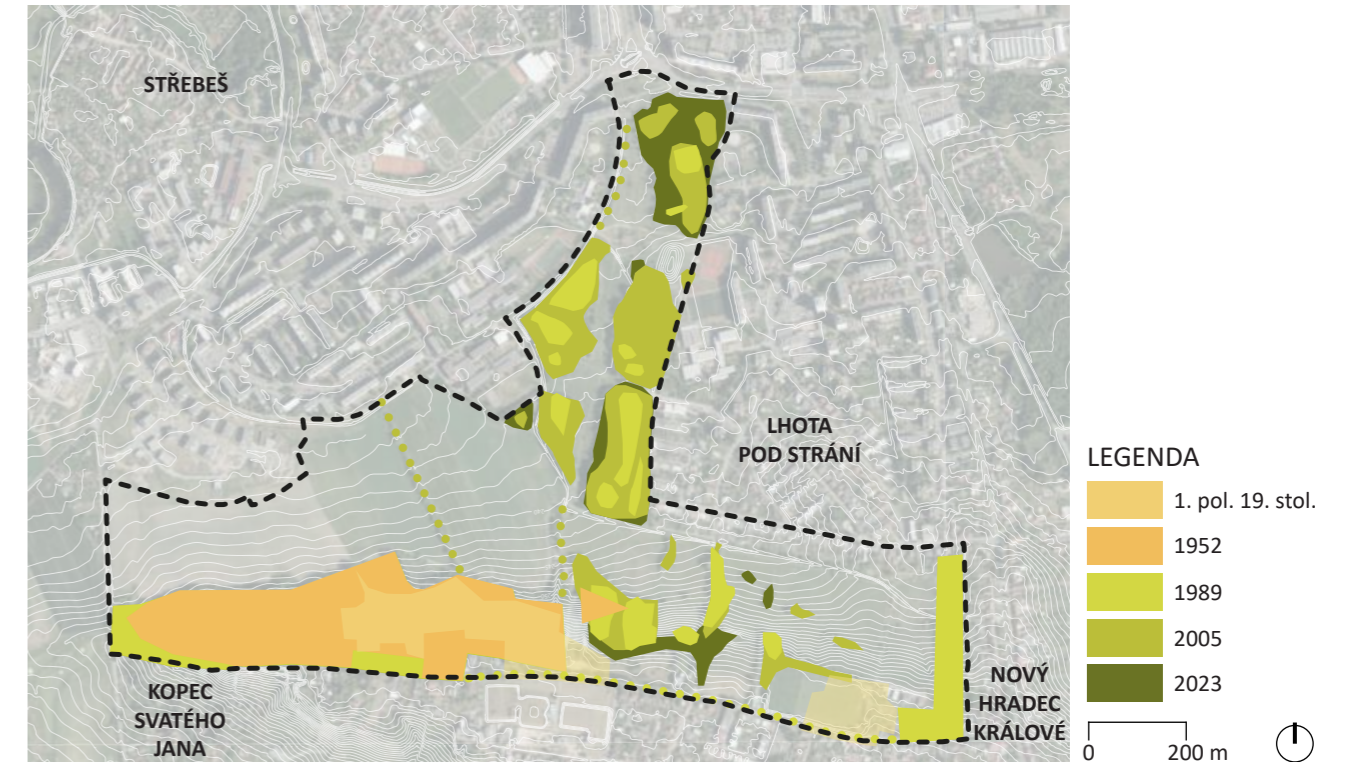 STŘEBEŠ
LHOTA
POD STRÁNÍ
KOPEC
SVATÉHO
JANA
NOVÝ
HRADEC
KRÁLOVÉ
LEGENDA
1. pol. 19. stol.
1952
1989
2005
2023
0 200 m